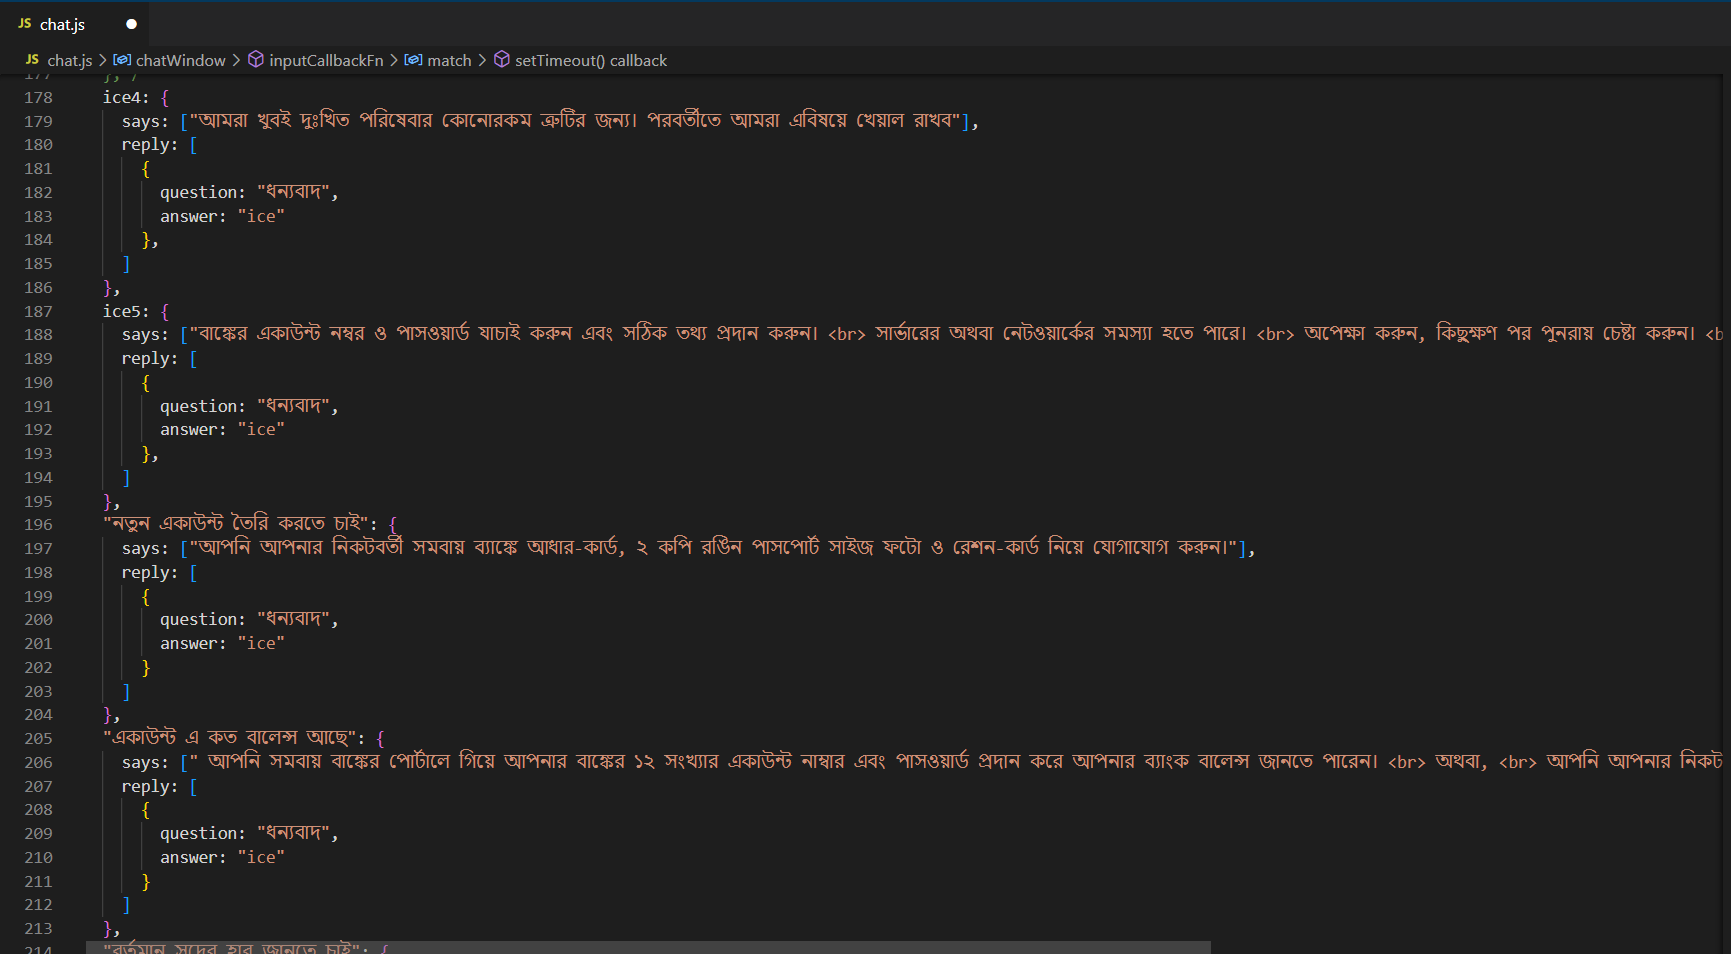 JS chat.js
JS chat.js > chatWindow > inputCallbackFn > match > setTimeout() callback
178 ice4: {
179 says: ["আমরা খুবই দুঃখিত পরিষেবার কোনোরকম ত্রুটির জন্য। পরবর্তীতে আমরা এবিষয়ে খেয়াল রাখব"],
180 reply: [
181 {
182 question: "ধন্যবাদ",
183 answer: "ice"
184 },
185 ]
186 },
187 ice5: {
188 says: ["বাঙ্কের একাউন্ট নম্বর ও পাসওয়ার্ড যাচাই করুন এবং সঠিক তথ্য প্রদান করুন। <br> সার্ভারের অথবা নেটওয়ার্কের সমস্যা হতে পারে। <br> অপেক্ষা করুন, কিছুক্ষণ পর পুনরায় চেষ্টা করুন। <b
189 reply: [
190 {
191 question: "ধন্যবাদ",
192 answer: "ice"
193 },
194 ]
195 },
196 "নতুন একাউন্ট তৈরি করতে চাই": {
197 says: ["আপনি আপনার নিকটবর্তী সমবায় ব্যাঙ্কে আধার-কার্ড, ২ কপি রঙিন পাসপোর্ট সাইজ ফটো ও রেশন-কার্ড নিয়ে যোগাযোগ করুন।"],
198 reply: [
199 {
200 question: "ধন্যবাদ",
201 answer: "ice"
202 }
203 ]
204 },
205 "একাউন্ট এ কত বালেন্স আছে": {
206 says: [" আপনি সমবায় বাঙ্কের পোর্টালে গিয়ে আপনার বাঙ্কের ১২ সংখ্যার একাউন্ট নাম্বার এবং পাসওয়ার্ড প্রদান করে আপনার ব্যাংক বালেন্স জানতে পারেন। <br> অথবা, <br> আপনি আপনার নিকট
207 reply: [
208 {
209 question: "ধন্যবাদ",
210 answer: "ice"
211 }
212 ]
213 },
214 "বর্তমান সুদের হার জানতে চাই": {